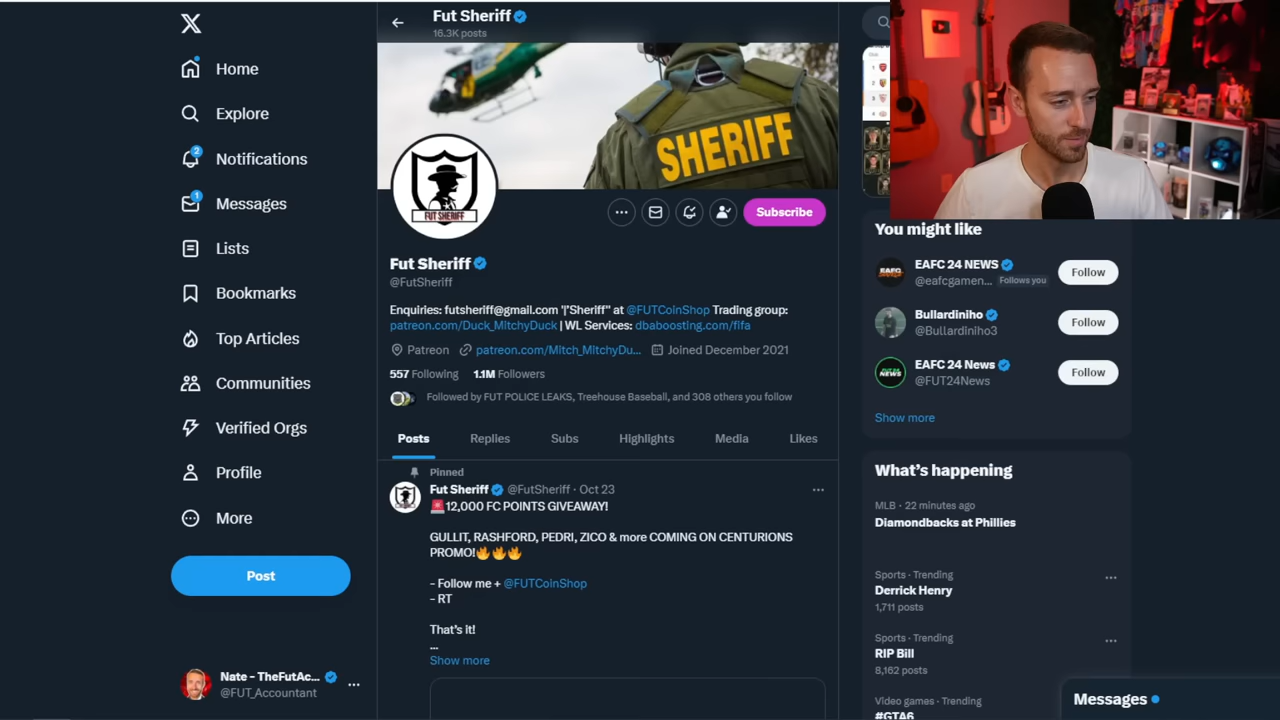 Home
Explore
2
Notifications
1
Messages
Lists
Bookmarks
Top Articles
Communities
Verified Orgs
Profile
More
Post
Nate - TheFutAc...
@FUT_Accountant
Fut Sheriff
16.3K posts
SHERIFF
FUT SHERIFF
Subscribe
Fut Sheriff
@FutSheriff
Enquiries: futsheriff@gmail.com '|"Sheriff" at @FUTCoinShop Trading group:
patreon.com/Duck_MitchyDuck | WL Services: dbaboosting.com/fifa
Patreon patreon.com/Mitch_MitchyDu... Joined December 2021
557 Following 1.1M Followers
Followed by FUT POLICE LEAKS, Treehouse Baseball, and 308 others you follow
Posts Replies Subs Highlights Media Likes
Pinned
Fut Sheriff @FutSheriff · Oct 23
🚨12,000 FC POINTS GIVEAWAY!
GULLIT, RASHFORD, PEDRI, ZICO & more COMING ON CENTURIONS
PROMO!🔥🔥🔥
- Follow me + @FUTCoinShop
- RT
That's it!
...
Show more
You might like
EAFC 24 NEWS
@eafcgamen... Follows you
Follow
Bullardiniho
@Bullardiniho3
Follow
EAFC 24 News
@FUT24News
Follow
Show more
What's happening
MLB · 22 minutes ago
Diamondbacks at Phillies
Sports · Trending
Derrick Henry
1,711 posts
Sports · Trending
RIP Bill
8,162 posts
Video games · Trending
#GTA6
Messages